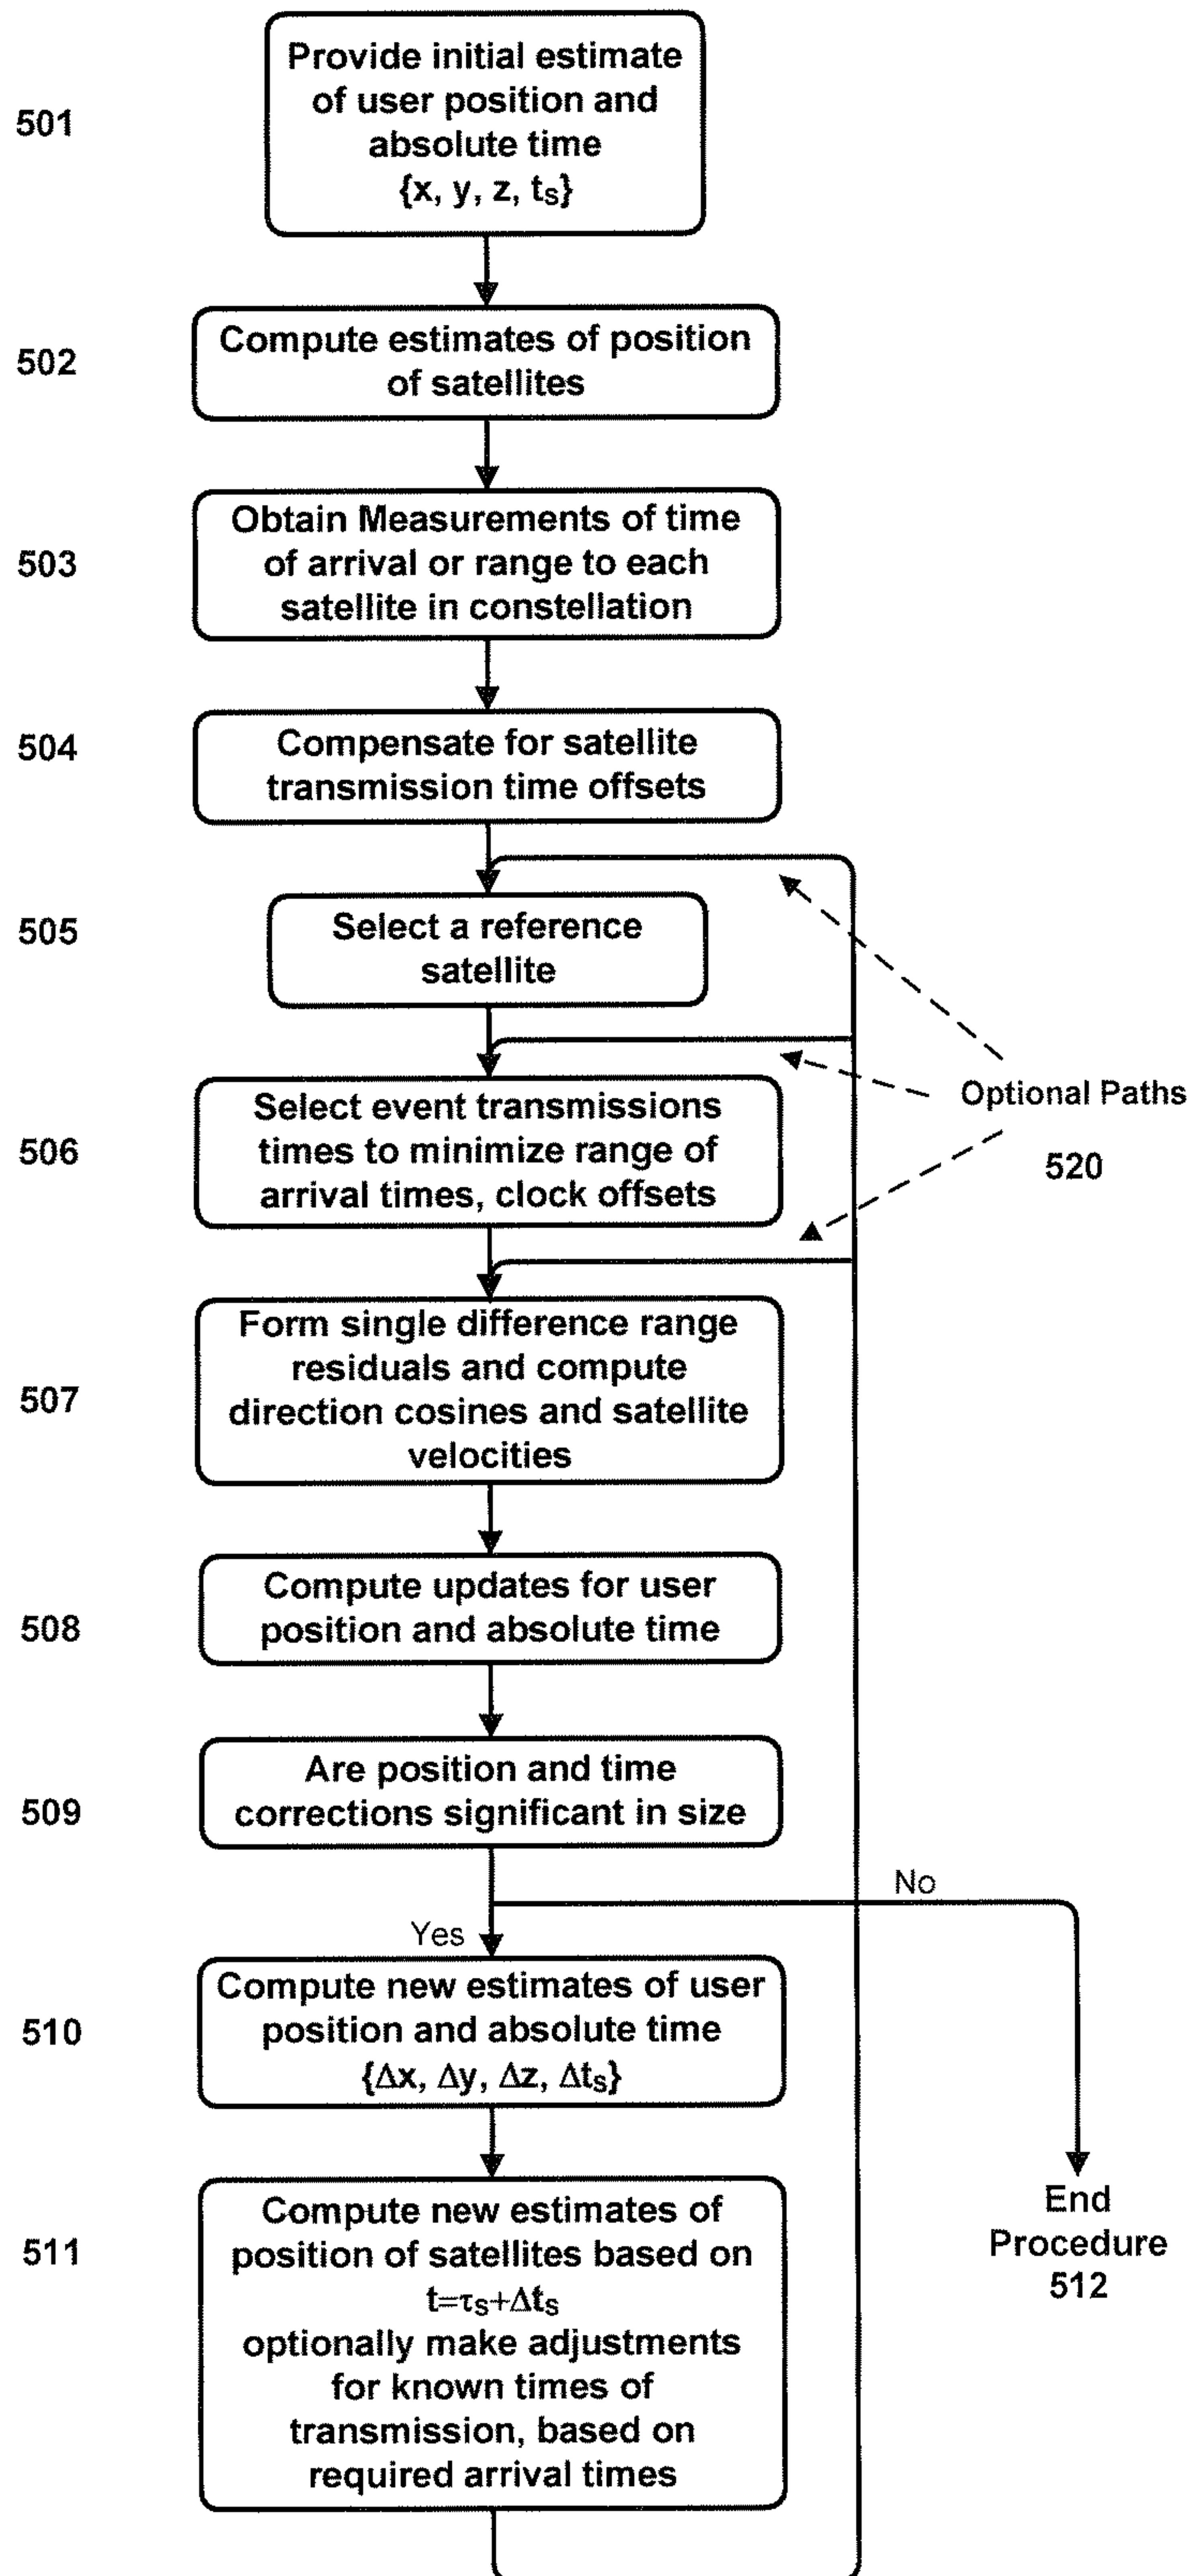 501
Provide initial estimate
of user position and
absolute time
{x, y, z, tS}
502
Compute estimates of position
of satellites
503
Obtain Measurements of time
of arrival or range to each
satellite in constellation
504
Compensate for satellite
transmission time offsets
505
Select a reference
satellite
506
Select event transmissions
times to minimize range of
arrival times, clock offsets
Optional Paths
520
507
Form single difference range
residuals and compute
direction cosines and satellite
velocities
508
Compute updates for user
position and absolute time
509
Are position and time
corrections significant in size
No
Yes
510
Compute new estimates of user
position and absolute time
{Δx, Δy, Δz, ΔtS}
511
Compute new estimates of
position of satellites based on
t=τS+ΔtS
optionally make adjustments
for known times of
transmission, based on
required arrival times
End
Procedure
512